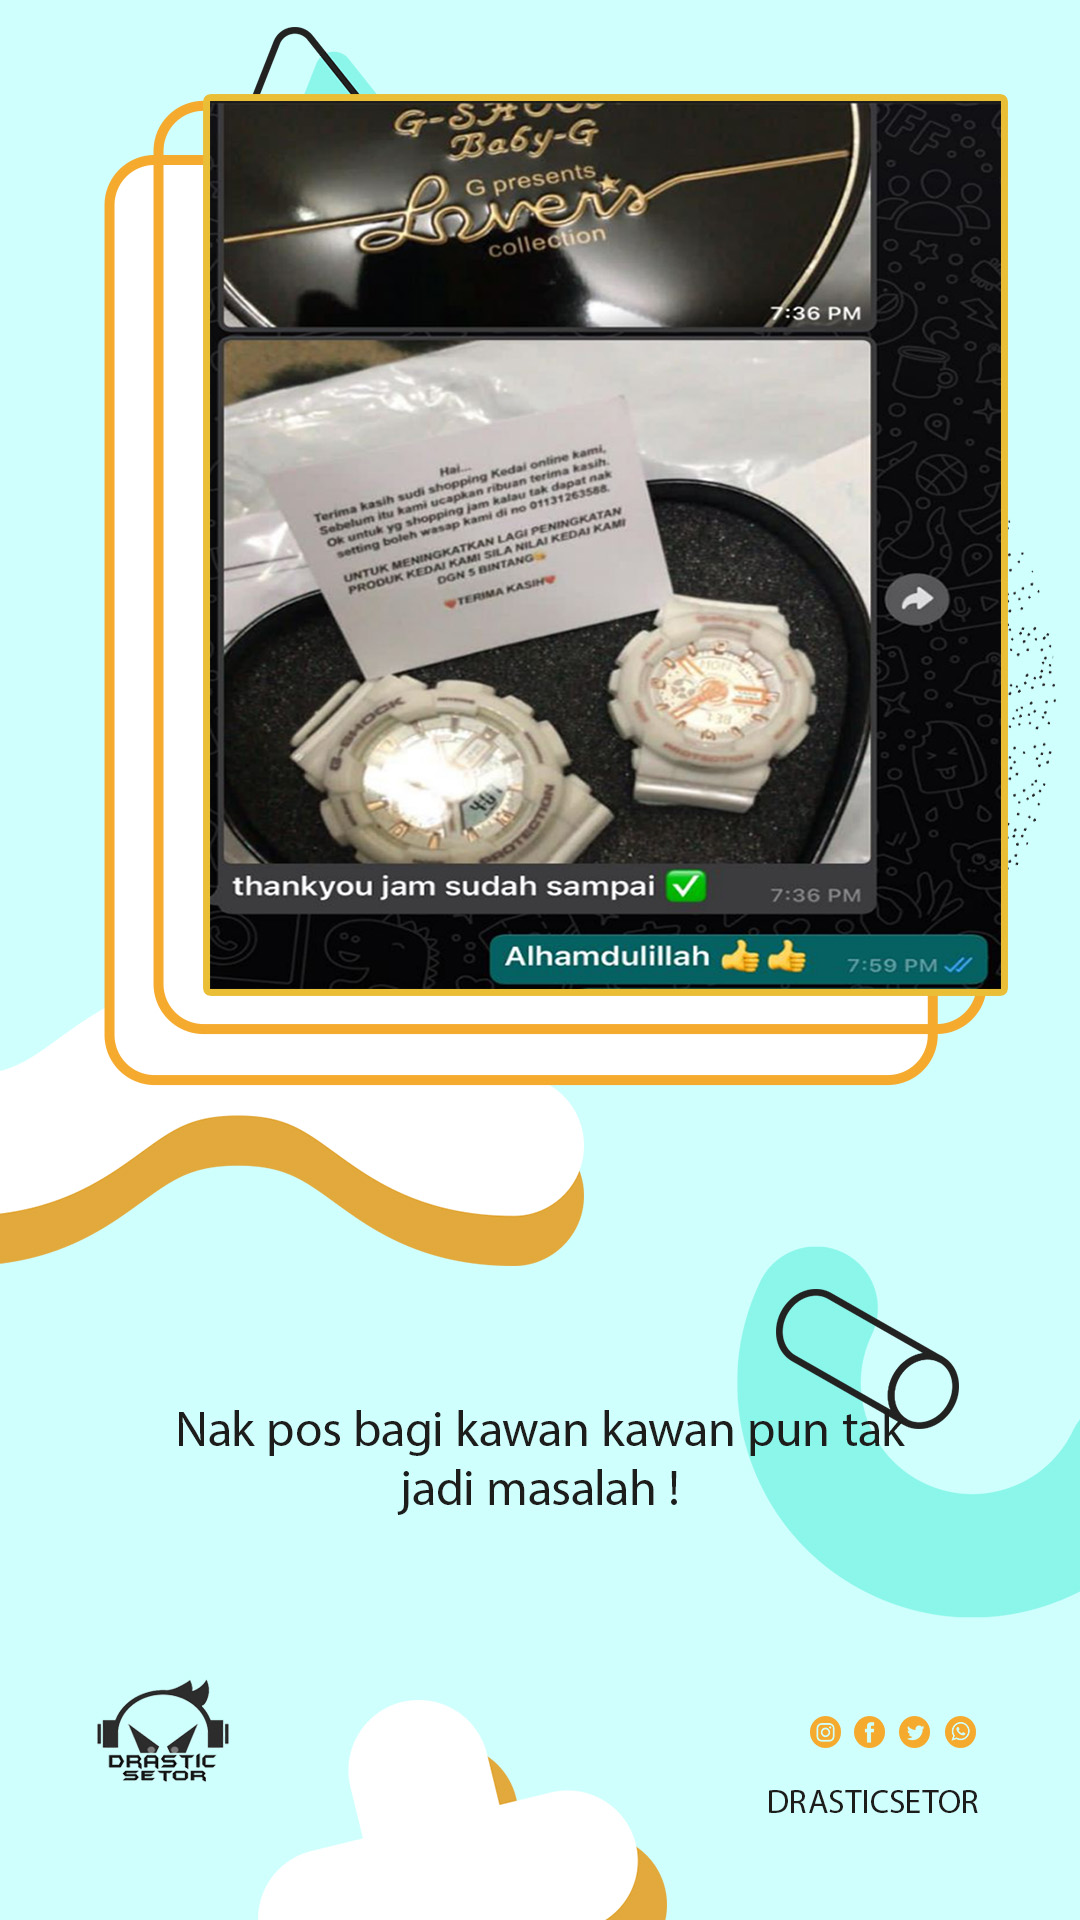 G-SHOCK
Baby-G
G presents
Lovers
collection
7:36 PM
Hai...
Terima kasih sudi shopping Kedai online kami,
Sebelum itu kami ucapkan ribuan terima kasih.
Ok untuk yg shopping jam kalau tak dapat nak
setting boleh wasap kami di no 01131263588.
UNTUK MENINGKATKAN LAGI PENINGKATAN
PRODUK KEDAI KAMI SILA NILAI KEDAI KAMI
DGN 5 BINTANG👍
❤TERIMA KASIH❤
G-SHOCK
PROTECTION
4:07
Baby-G
PROTECTION
thankyou jam sudah sampai ✅
7:36 PM
Alhamdulillah 👍👍
7:59 PM
Nak pos bagi kawan kawan pun tak
jadi masalah !
DRASTIC
SETOR
DRASTICSETOR